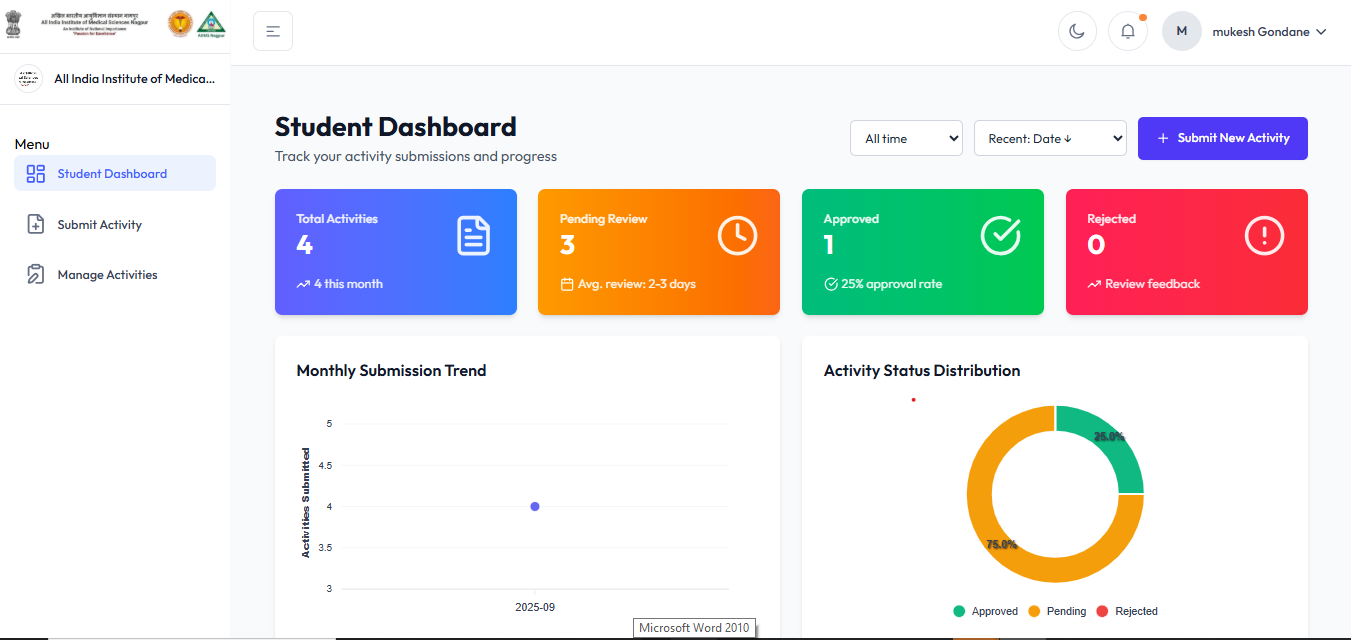 अखिल भारतीय आयुर्विज्ञान संस्थान नागपुर
All India Institute of Medical Sciences Nagpur
An Institute of National Importance
"Passion for Excellence"
AIIMS Nagpur
M
mukesh Gondane
All India Institute of Medica...
Menu
Student Dashboard
Submit Activity
Manage Activities
Student Dashboard
Track your activity submissions and progress
All time
Recent: Date ↓
+ Submit New Activity
Total Activities
4
4 this month
Pending Review
3
Avg. review: 2-3 days
Approved
1
25% approval rate
Rejected
0
Review feedback
Monthly Submission Trend
Activities Submitted
5
4.5
4
3.5
3
2025-09
Activity Status Distribution
25.0%
75.0%
Approved Pending Rejected
Microsoft Word 2010